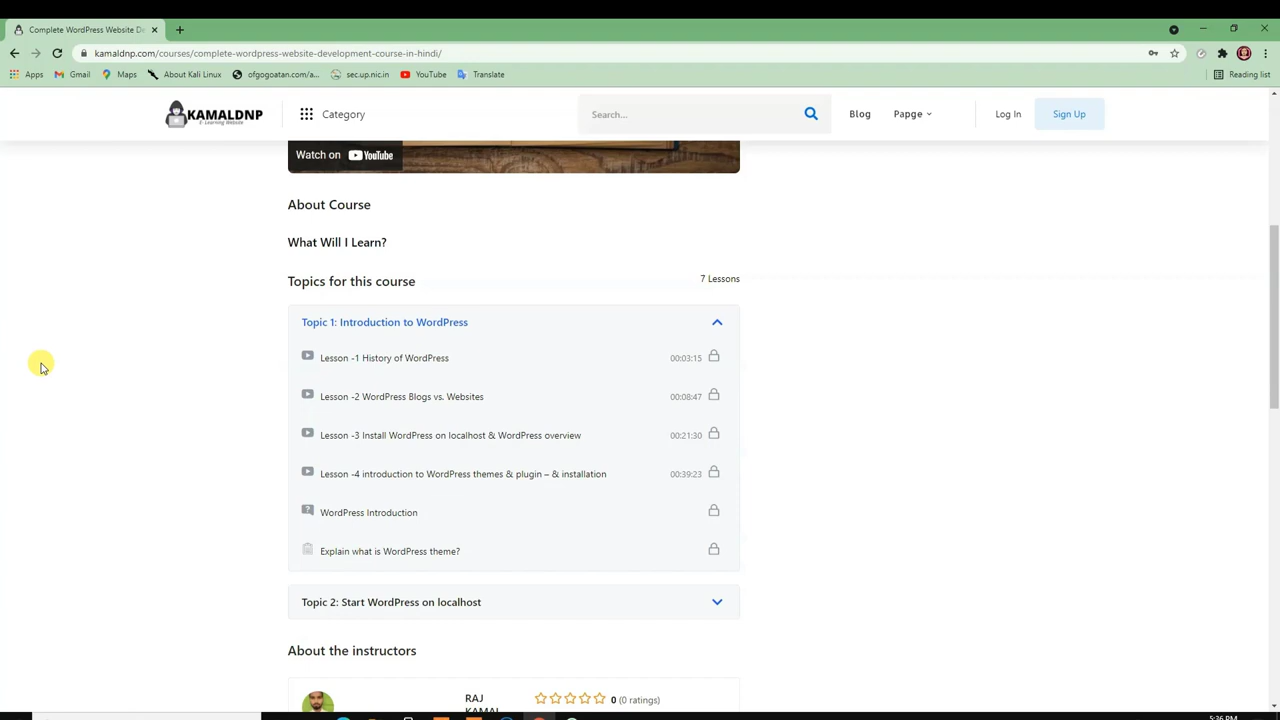 Complete WordPress Website De
kamaldnp.com/courses/complete-wordpress-website-development-course-in-hindi/
Apps Gmail Maps About Kali Linux ofgogoatan.com/a... sec.up.nic.in YouTube Translate Reading list
KAMALDNP
E- Learning Website
Category
Search...
Blog
Papge
Log In
Sign Up
Watch on YouTube
About Course
What Will I Learn?
Topics for this course 7 Lessons
Topic 1: Introduction to WordPress
Lesson -1 History of WordPress 00:03:15
Lesson -2 WordPress Blogs vs. Websites 00:08:47
Lesson -3 Install WordPress on localhost & WordPress overview 00:21:30
Lesson -4 introduction to WordPress themes & plugin – & installation 00:39:23
WordPress Introduction
Explain what is WordPress theme?
Topic 2: Start WordPress on localhost
About the instructors
RAJ
KAMAL
0 (0 ratings)
5:36 PM